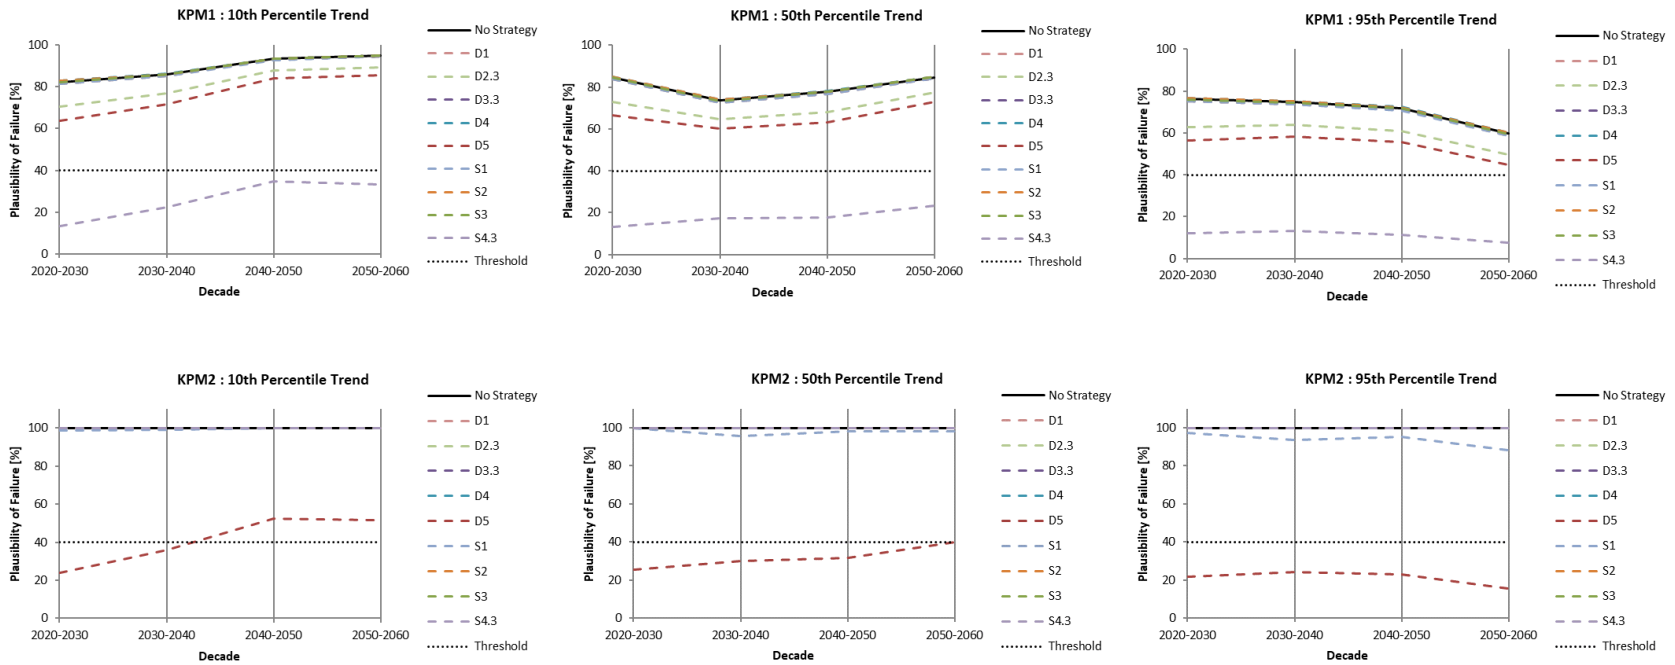 KPM1 : 10th Percentile Trend
Plausibility of Failure [%]
100
80
60
40
20
0
2020-2030
2030-2040
2040-2050
2050-2060
Decade
No Strategy
D1
D2.3
D3.3
D4
D5
S1
S2
S3
S4.3
Threshold
KPM1 : 50th Percentile Trend
Plausibility of Failure [%]
100
80
60
40
20
0
2020-2030
2030-2040
2040-2050
2050-2060
Decade
No Strategy
D1
D2.3
D3.3
D4
D5
S1
S2
S3
S4.3
Threshold
KPM1 : 95th Percentile Trend
Plausibility of Failure [%]
100
80
60
40
20
0
2020-2030
2030-2040
2040-2050
2050-2060
Decade
No Strategy
D1
D2.3
D3.3
D4
D5
S1
S2
S3
S4.3
Threshold
KPM2 : 10th Percentile Trend
Plausibility of Failure [%]
100
80
60
40
20
0
2020-2030
2030-2040
2040-2050
2050-2060
Decade
No Strategy
D1
D2.3
D3.3
D4
D5
S1
S2
S3
S4.3
Threshold
KPM2 : 50th Percentile Trend
Plausibility of Failure [%]
100
80
60
40
20
0
2020-2030
2030-2040
2040-2050
2050-2060
Decade
No Strategy
D1
D2.3
D3.3
D4
D5
S1
S2
S3
S4.3
Threshold
KPM2 : 95th Percentile Trend
Plausibility of Failure [%]
100
80
60
40
20
0
2020-2030
2030-2040
2040-2050
2050-2060
Decade
No Strategy
D1
D2.3
D3.3
D4
D5
S1
S2
S3
S4.3
Threshold